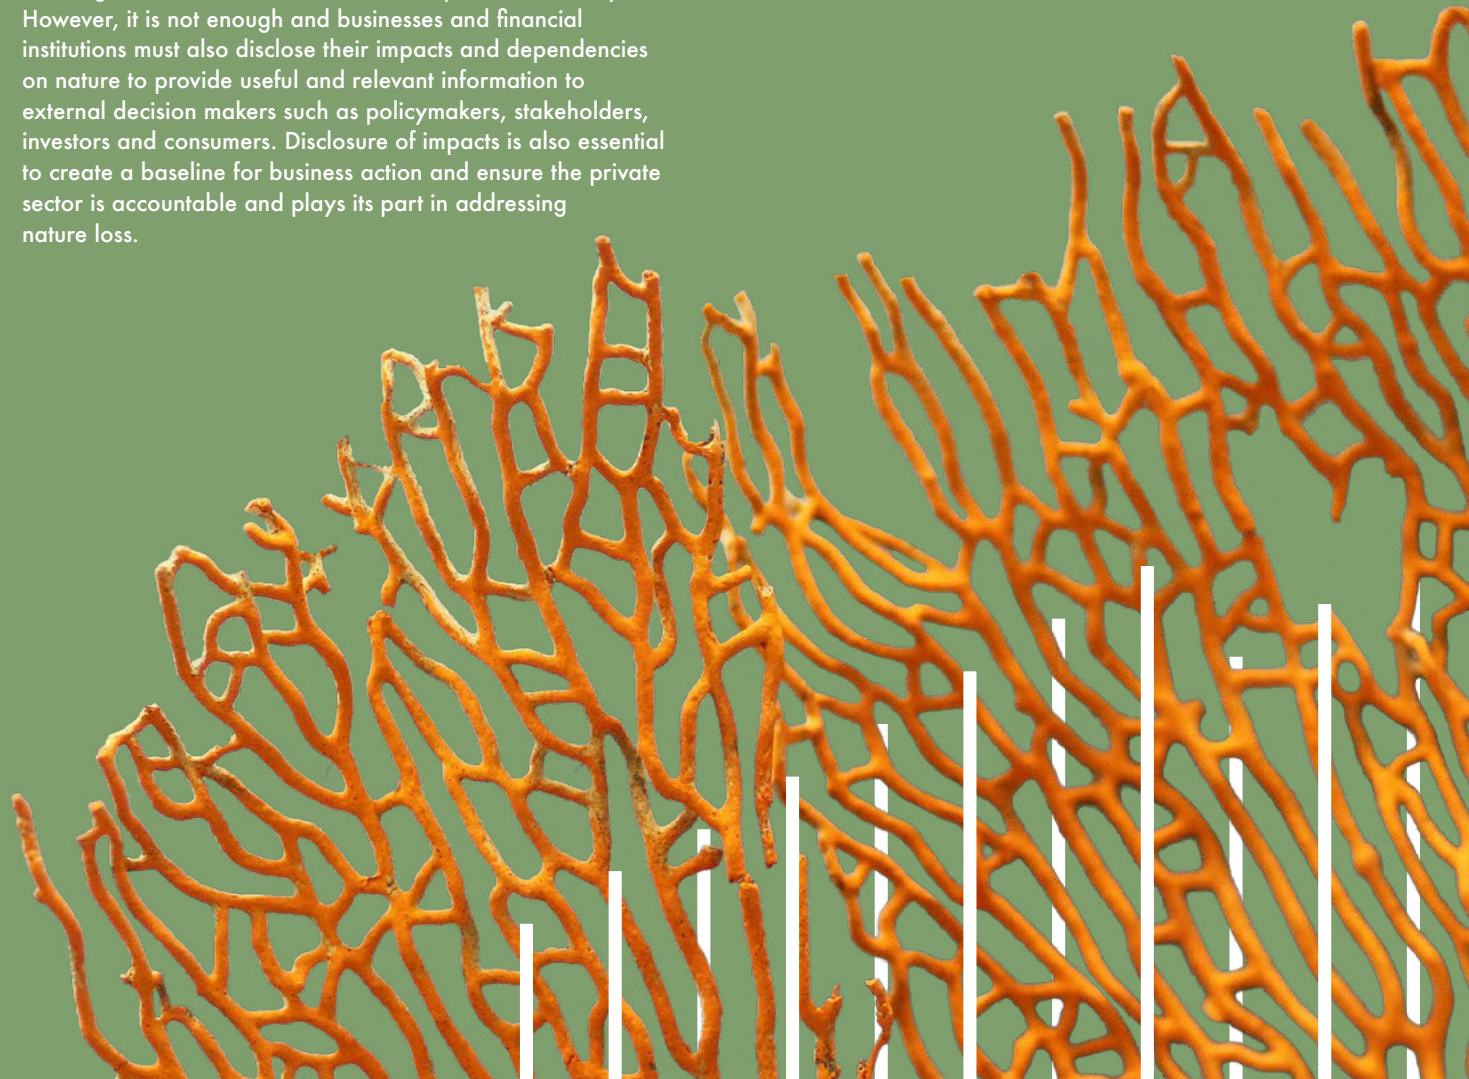 However, it is not enough and businesses and financial
institutions must also disclose their impacts and dependencies
on nature to provide useful and relevant information to
external decision makers such as policymakers, stakeholders,
investors and consumers. Disclosure of impacts is also essential
to create a baseline for business action and ensure the private
sector is accountable and plays its part in addressing
nature loss.